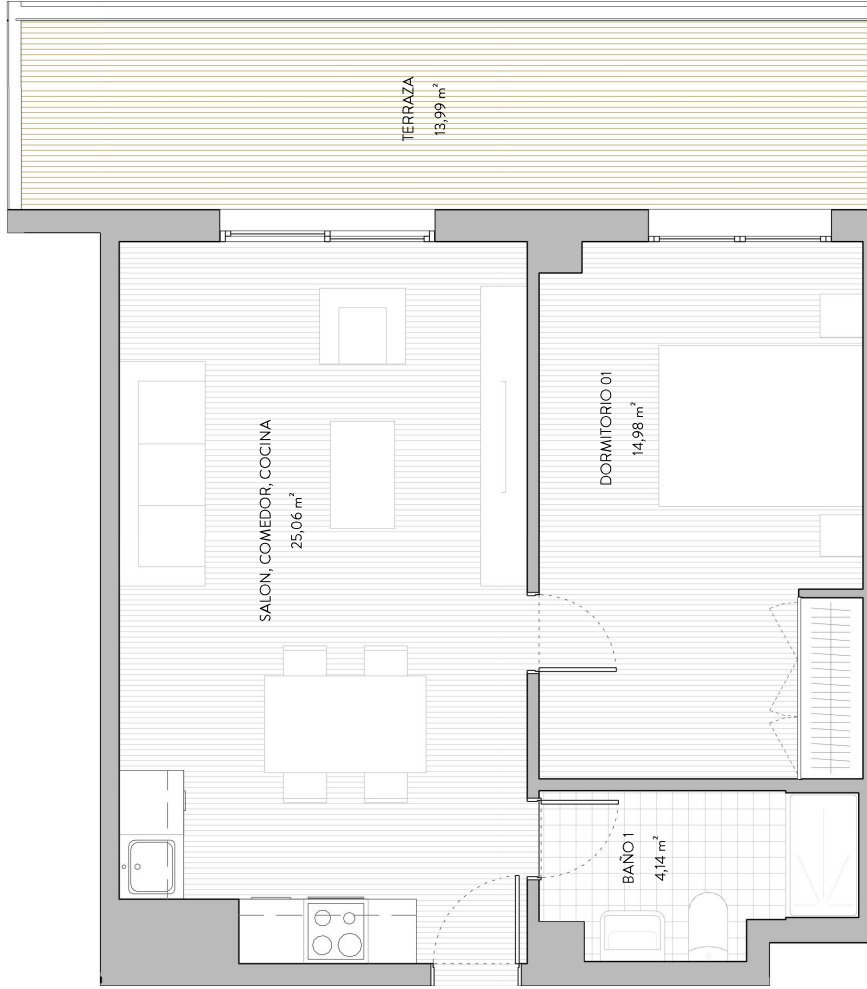 TERRAZA
13,99 m²
SALON, COMEDOR, COCINA
25,06 m²
DORMITORIO 01
14,98 m²
BAÑO 1
4,14 m²